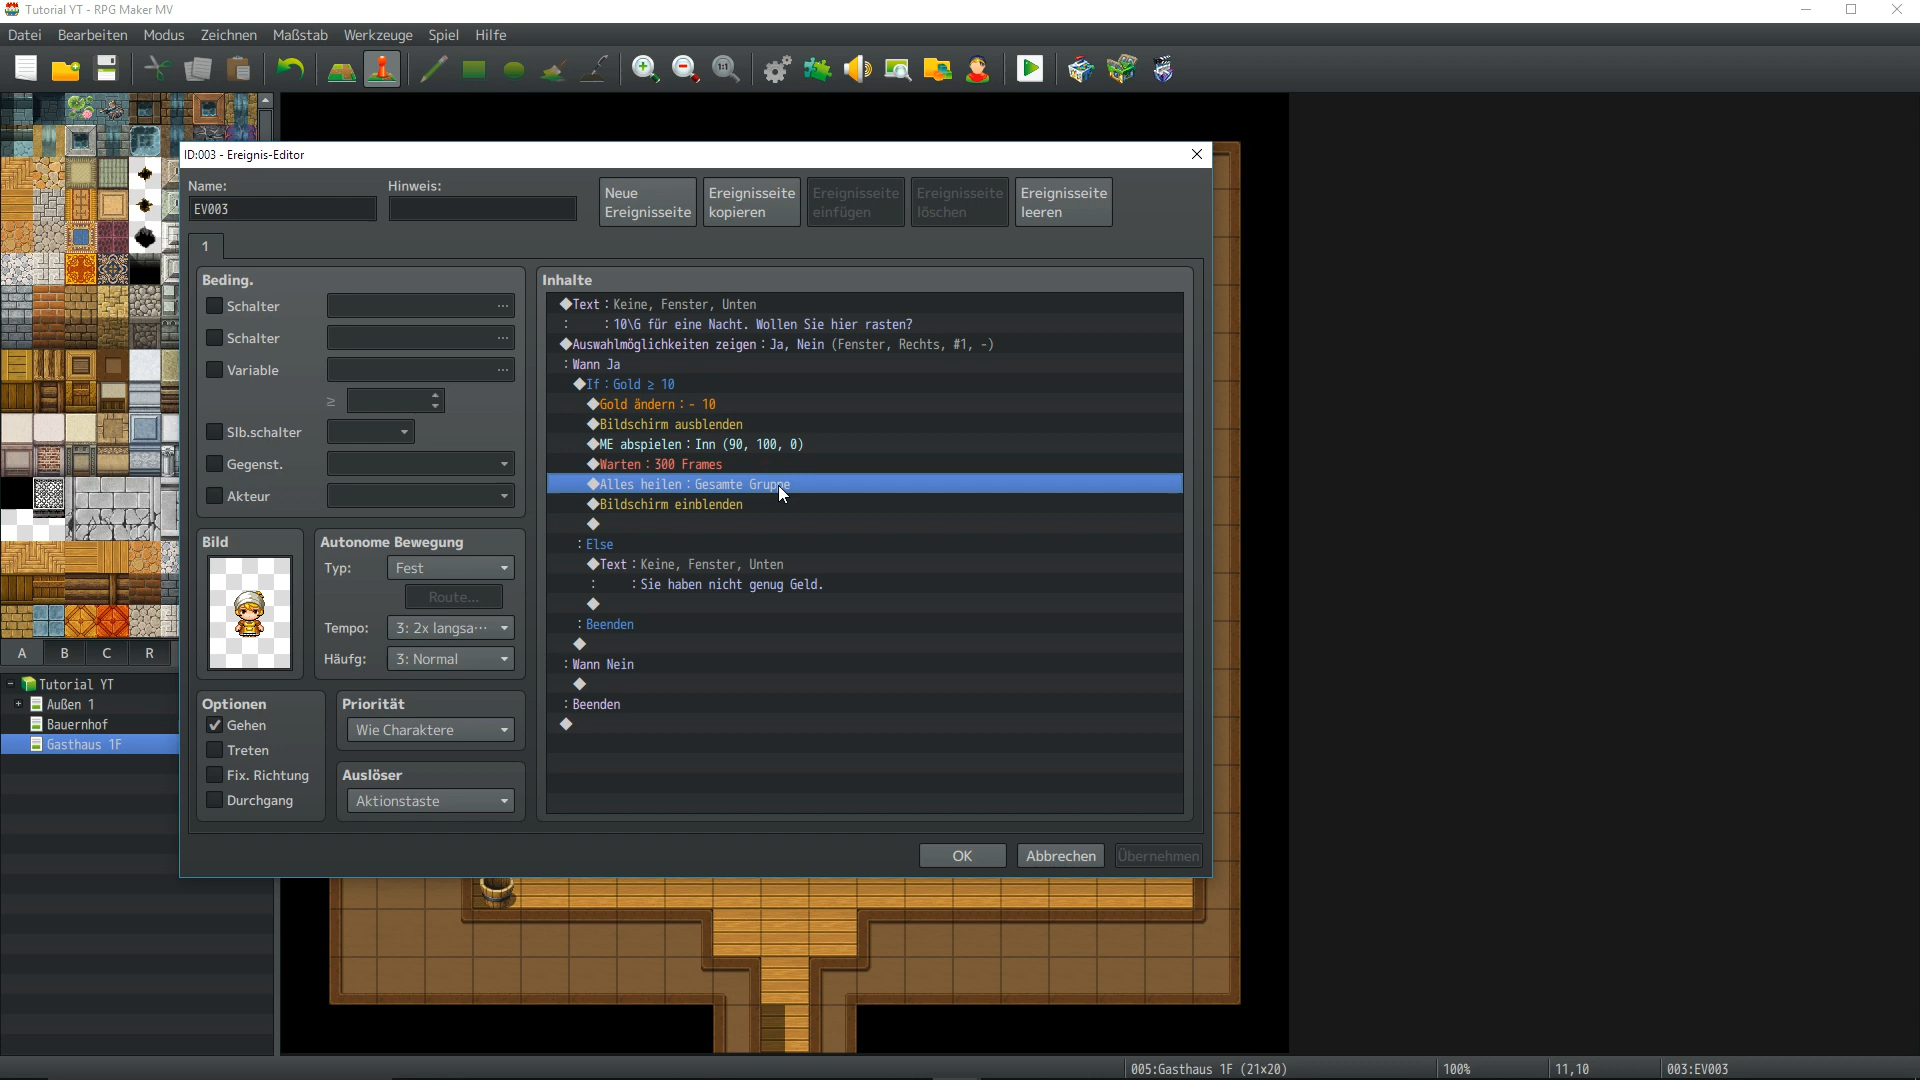 Tutorial YT - RPG Maker MV
Datei Bearbeiten Modus Zeichnen Maßstab Werkzeuge Spiel Hilfe
1:1
ID:003 - Ereignis-Editor
Name: Hinweis:
EV003
Neue Ereignisseite
Ereignisseite kopieren
Ereignisseite einfügen
Ereignisseite löschen
Ereignisseite leeren
1
Beding.
Schalter ...
Schalter ...
Variable ...
≥
Slb.schalter
Gegenst.
Akteur
Bild
Autonome Bewegung
Typ: Fest
Route...
Tempo: 3: 2x langsa...
Häufg: 3: Normal
Optionen
Gehen
Treten
Fix. Richtung
Durchgang
Priorität
Wie Charaktere
Auslöser
Aktionstaste
Inhalte
◆Text : Keine, Fenster, Unten
: : 10\G für eine Nacht. Wollen Sie hier rasten?
◆Auswahlmöglichkeiten zeigen : Ja, Nein (Fenster, Rechts, #1, -)
: Wann Ja
◆If : Gold ≥ 10
◆Gold ändern : - 10
◆Bildschirm ausblenden
◆ME abspielen : Inn (90, 100, 0)
◆Warten : 300 Frames
◆Alles heilen : Gesamte Gruppe
◆Bildschirm einblenden
◆
: Else
◆Text : Keine, Fenster, Unten
: : Sie haben nicht genug Geld.
◆
: Beenden
◆
: Wann Nein
◆
: Beenden
◆
OK Abbrechen Übernehmen
A B C R
Tutorial YT
Außen 1
Bauernhof
Gasthaus 1F
005:Gasthaus 1F (21x20) 100% 11,10 003:EV003